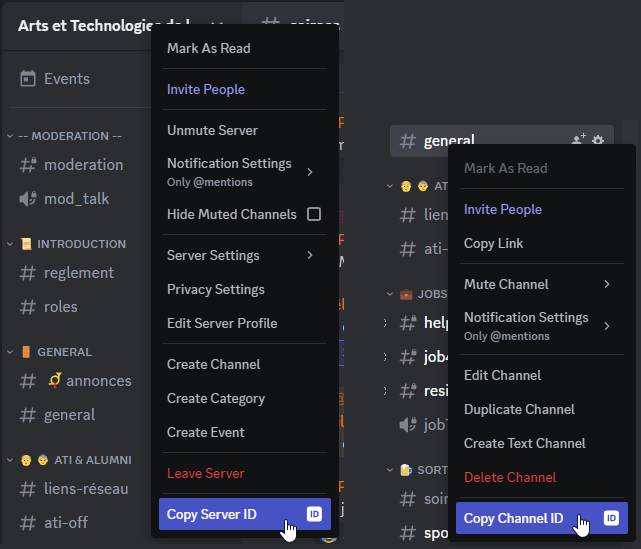 Arts et Technologies de l
Events
-- MODERATION --
moderation
mod_talk
📜 INTRODUCTION
reglement
roles
🚪 GENERAL
annonces
general
ATI & ALUMNI
liens-réseau
ati-off
Mark As Read
Invite People
Unmute Server
Notification Settings
Only @mentions
Hide Muted Channels
Server Settings
Privacy Settings
Edit Server Profile
Create Channel
Create Category
Create Event
Leave Server
Copy Server ID ID
general
AT
lien
ati-
💼 JOBS
help
job
resi
job
🍻 SORT
soir
spo
Mark As Read
Invite People
Copy Link
Mute Channel
Notification Settings
Only @mentions
Edit Channel
Duplicate Channel
Create Text Channel
Delete Channel
Copy Channel ID ID